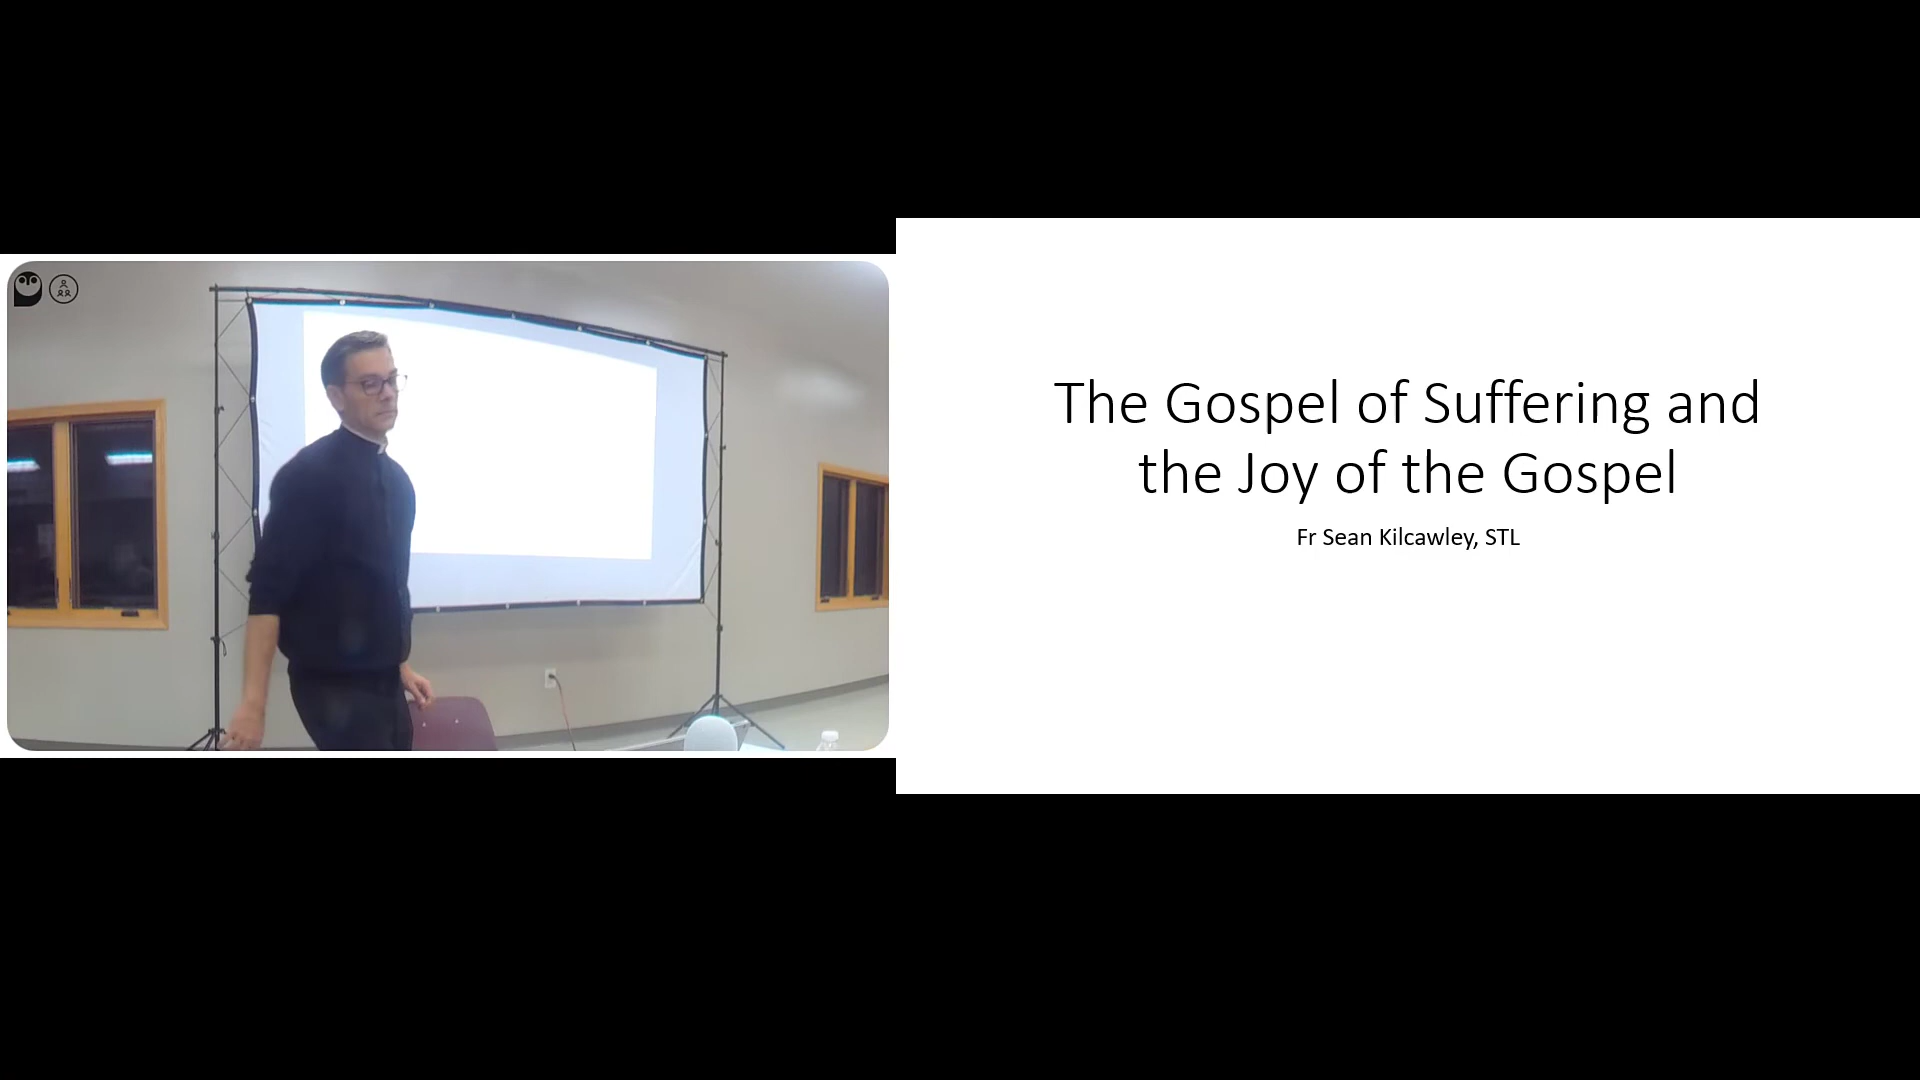 The Gospel of Suffering and
the Joy of the Gospel
Fr Sean Kilcawley, STL